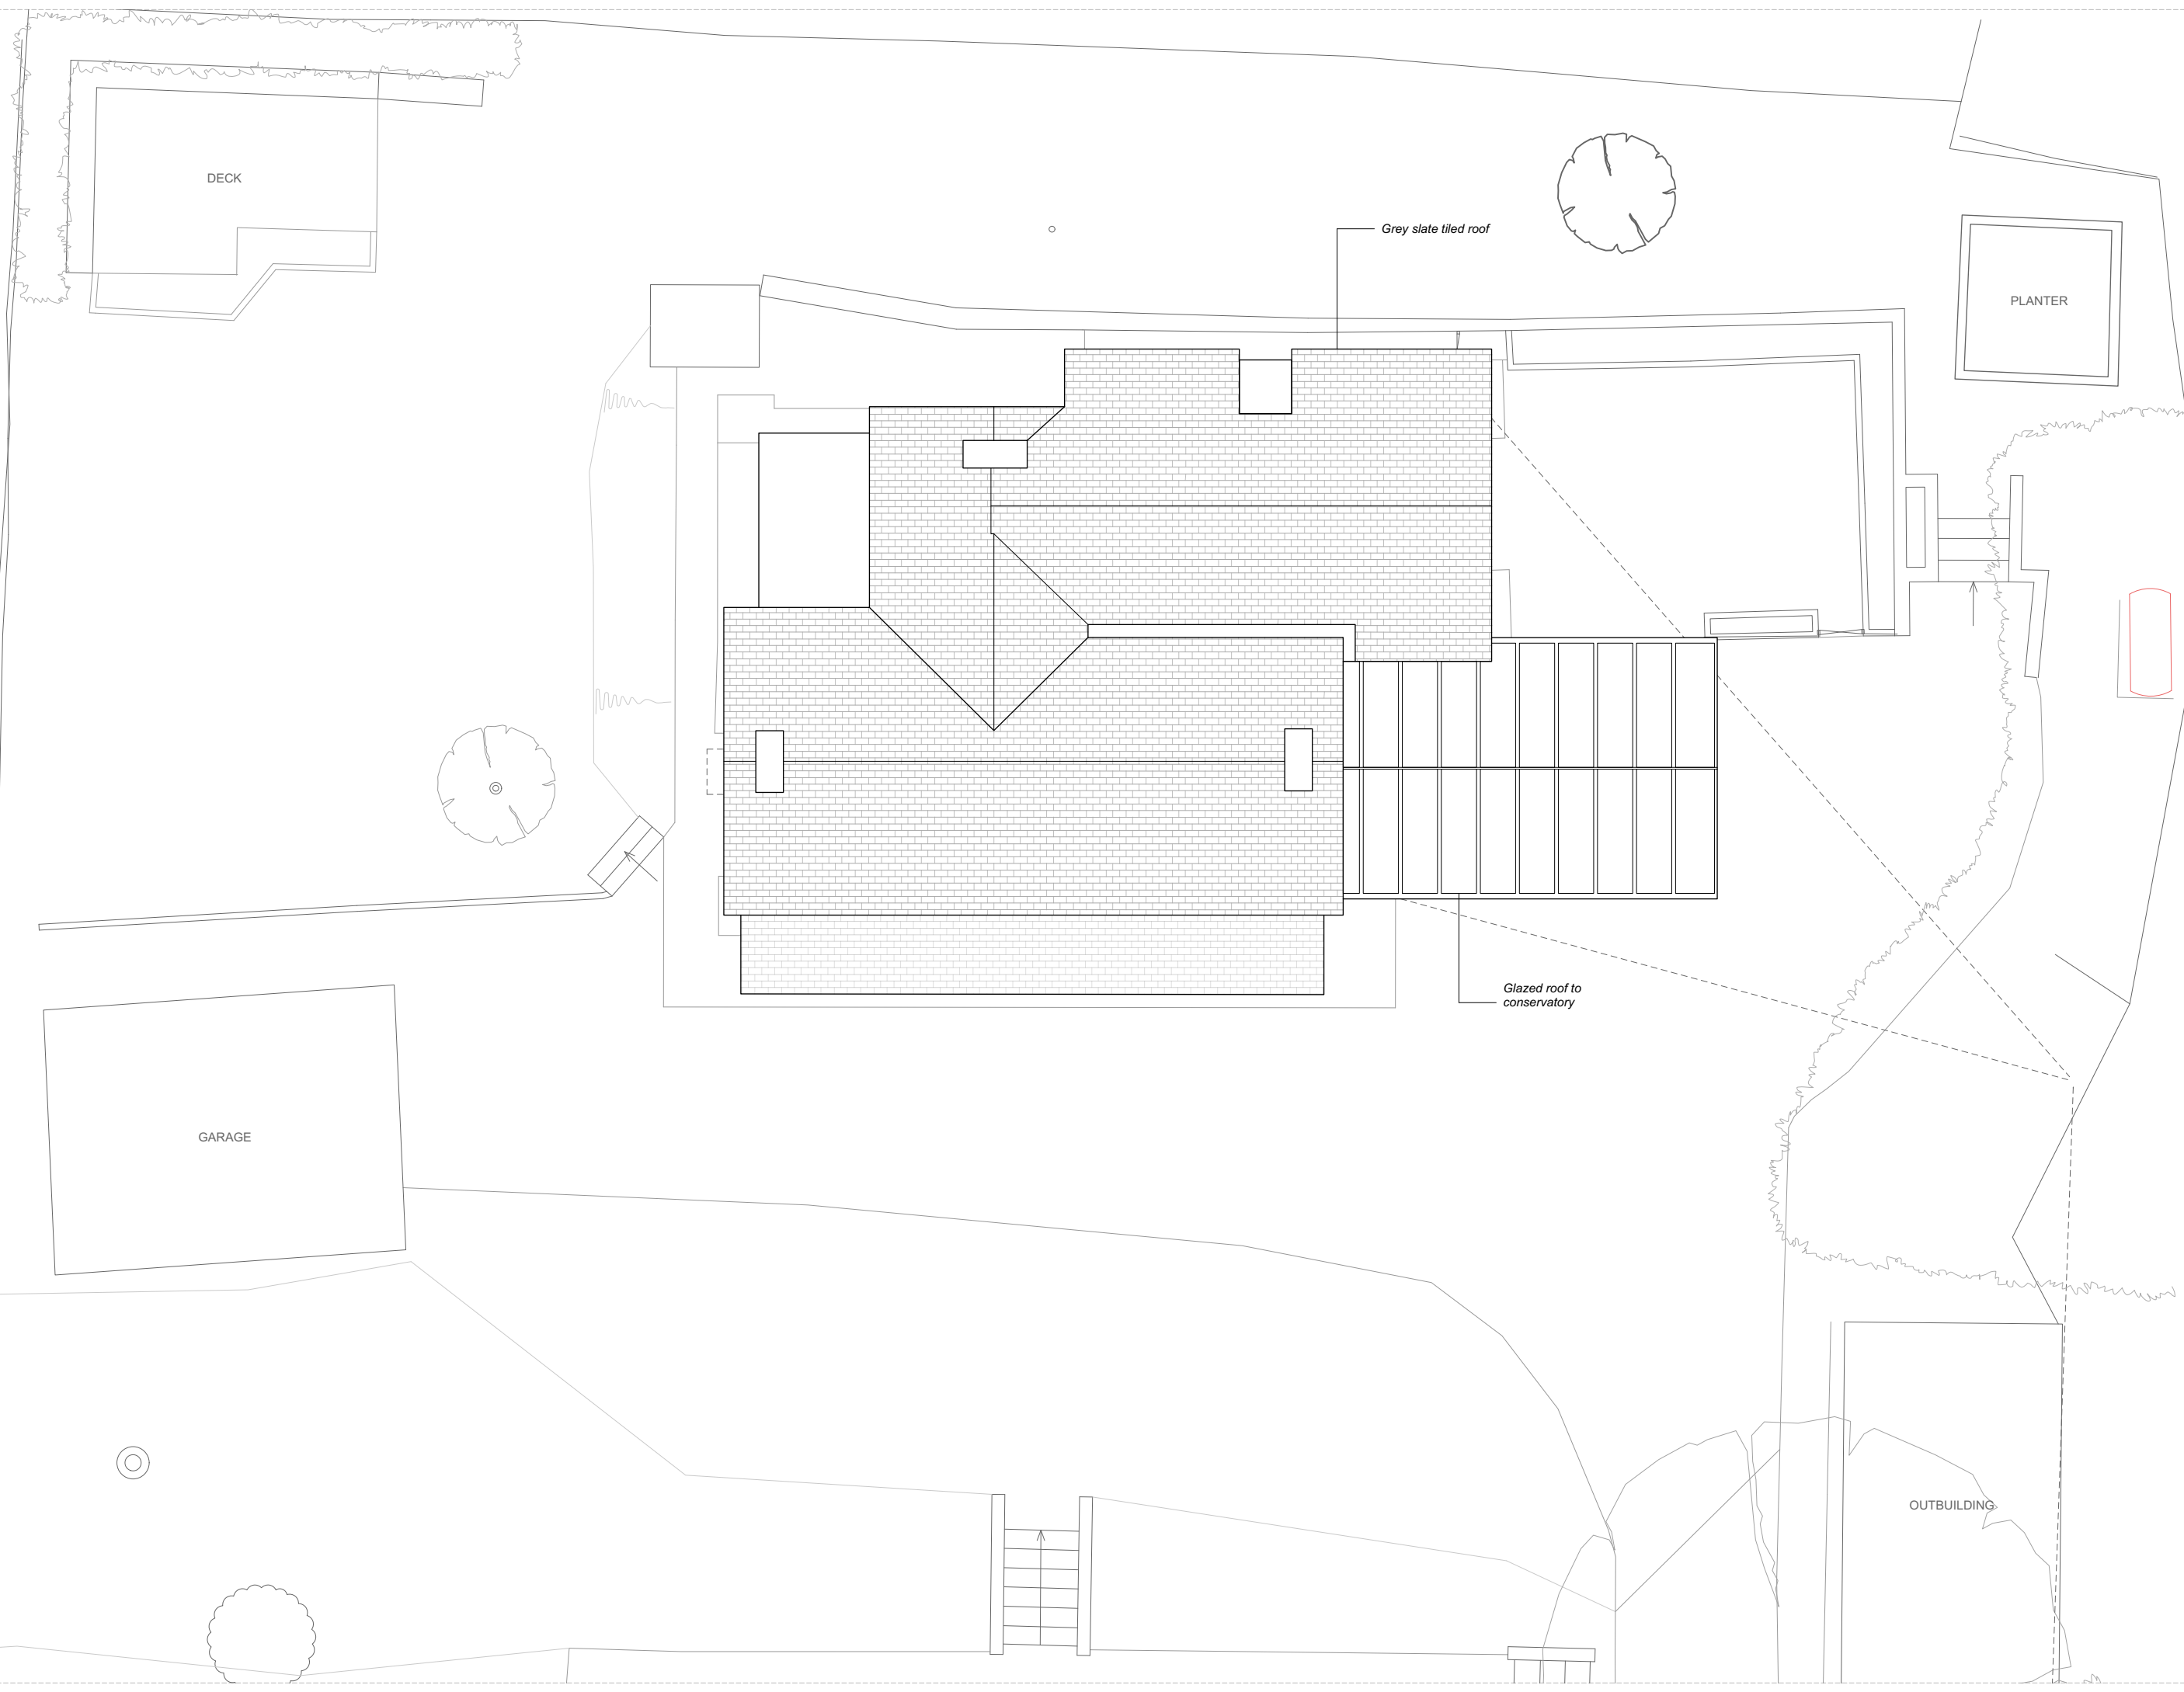 DECK
Grey slate tiled roof
PLANTER
Glazed roof to
conservatory
GARAGE
OUTBUILDING